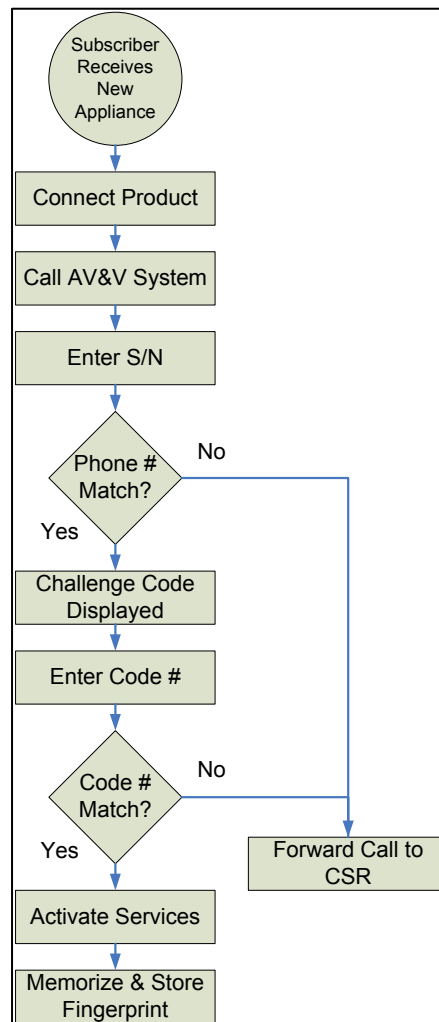 Subscriber
Receives
New
Appliance
Connect Product
Call AV&V System
Enter S/N
Phone #
Match?
No
Yes
Challenge Code
Displayed
Enter Code #
Code #
Match?
No
Yes
Forward Call to
CSR
Activate Services
Memorize & Store
Fingerprint